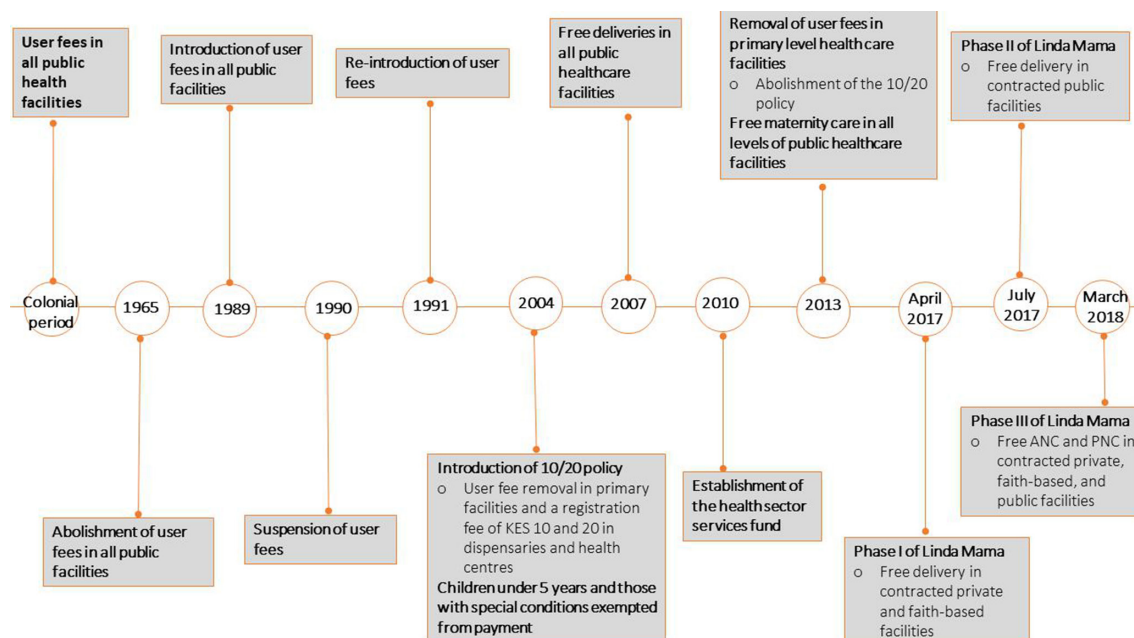 User fees in
all public
health
facilities
Introduction of user
fees in all public
facilities
Re-introduction of user
fees
Free deliveries in
all public
healthcare
facilities
Removal of user fees in
primary level health care
facilities
o Abolishment of the 10/20
policy
Free maternity care in all
levels of public healthcare
facilities
Phase II of Linda Mama
o Free delivery in
contracted public
facilities
Colonial
period
1965
1989
1990
1991
2004
2007
2010
2013
April
2017
July
2017
March
2018
Abolishment of user
fees in all public
facilities
Suspension of user
fees
Introduction of 10/20 policy
o User fee removal in primary
facilities and a registration
fee of KES 10 and 20 in
dispensaries and health
centres
Children under 5 years and those
with special conditions exempted
from payment
Establishment of
the health sector
services fund
Phase I of Linda Mama
o Free delivery in
contracted private
and faith-based
facilities
Phase III of Linda Mama
o Free ANC and PNC in
contracted private,
faith-based, and
public facilities